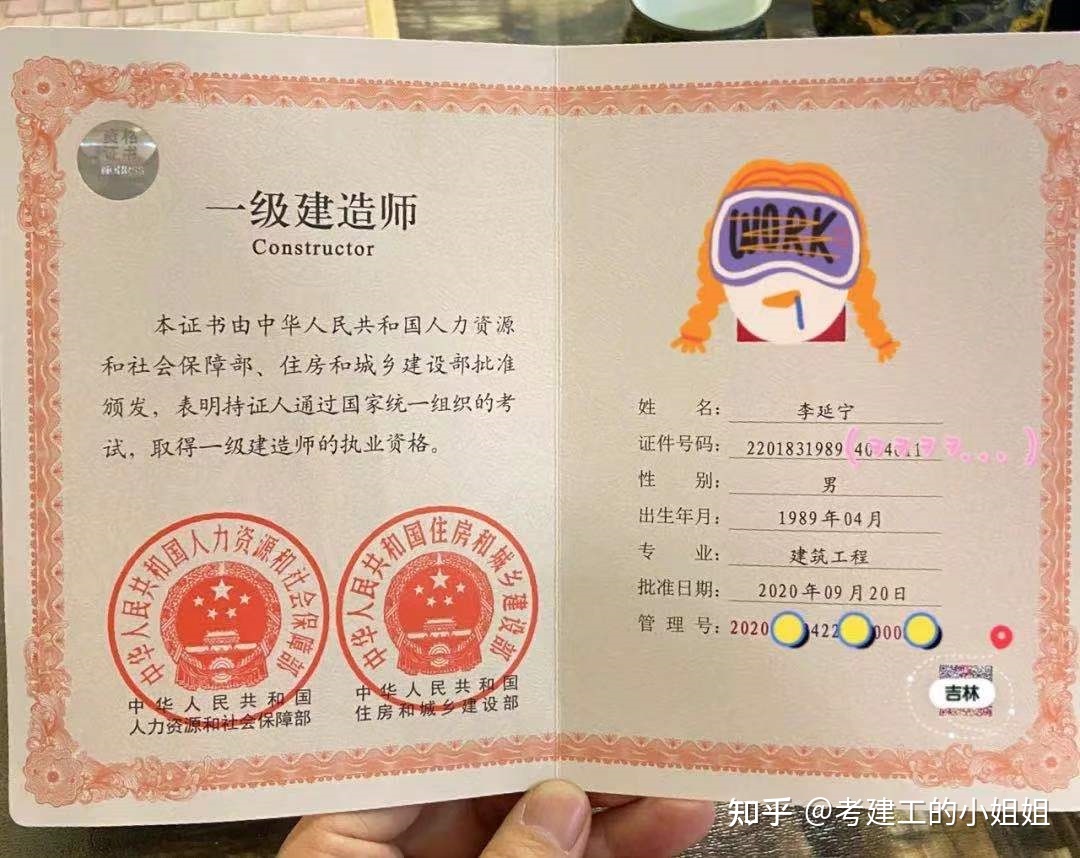 资格
证书
一级建造师
Constructor
本证书由中华人民共和国人力资源
和社会保障部、住房和城乡建设部批准
颁发，表明持证人通过国家统一组织的考
试，取得一级建造师的执业资格。
中华人民共和国人力资源和社会保障部
中华人民共和国住房和城乡建设部
中华人民共和国
人力资源和社会保障部
中华人民共和国
住房和城乡建设部
WORK
姓 名： 李延宁
证件号码： 2201831989
性 别： 男
出生年月： 1989年04月
专 业： 建筑工程
批准日期： 2020年09月20日
管 理 号： 2020 422 000
吉林
知乎 @考建工的小姐姐